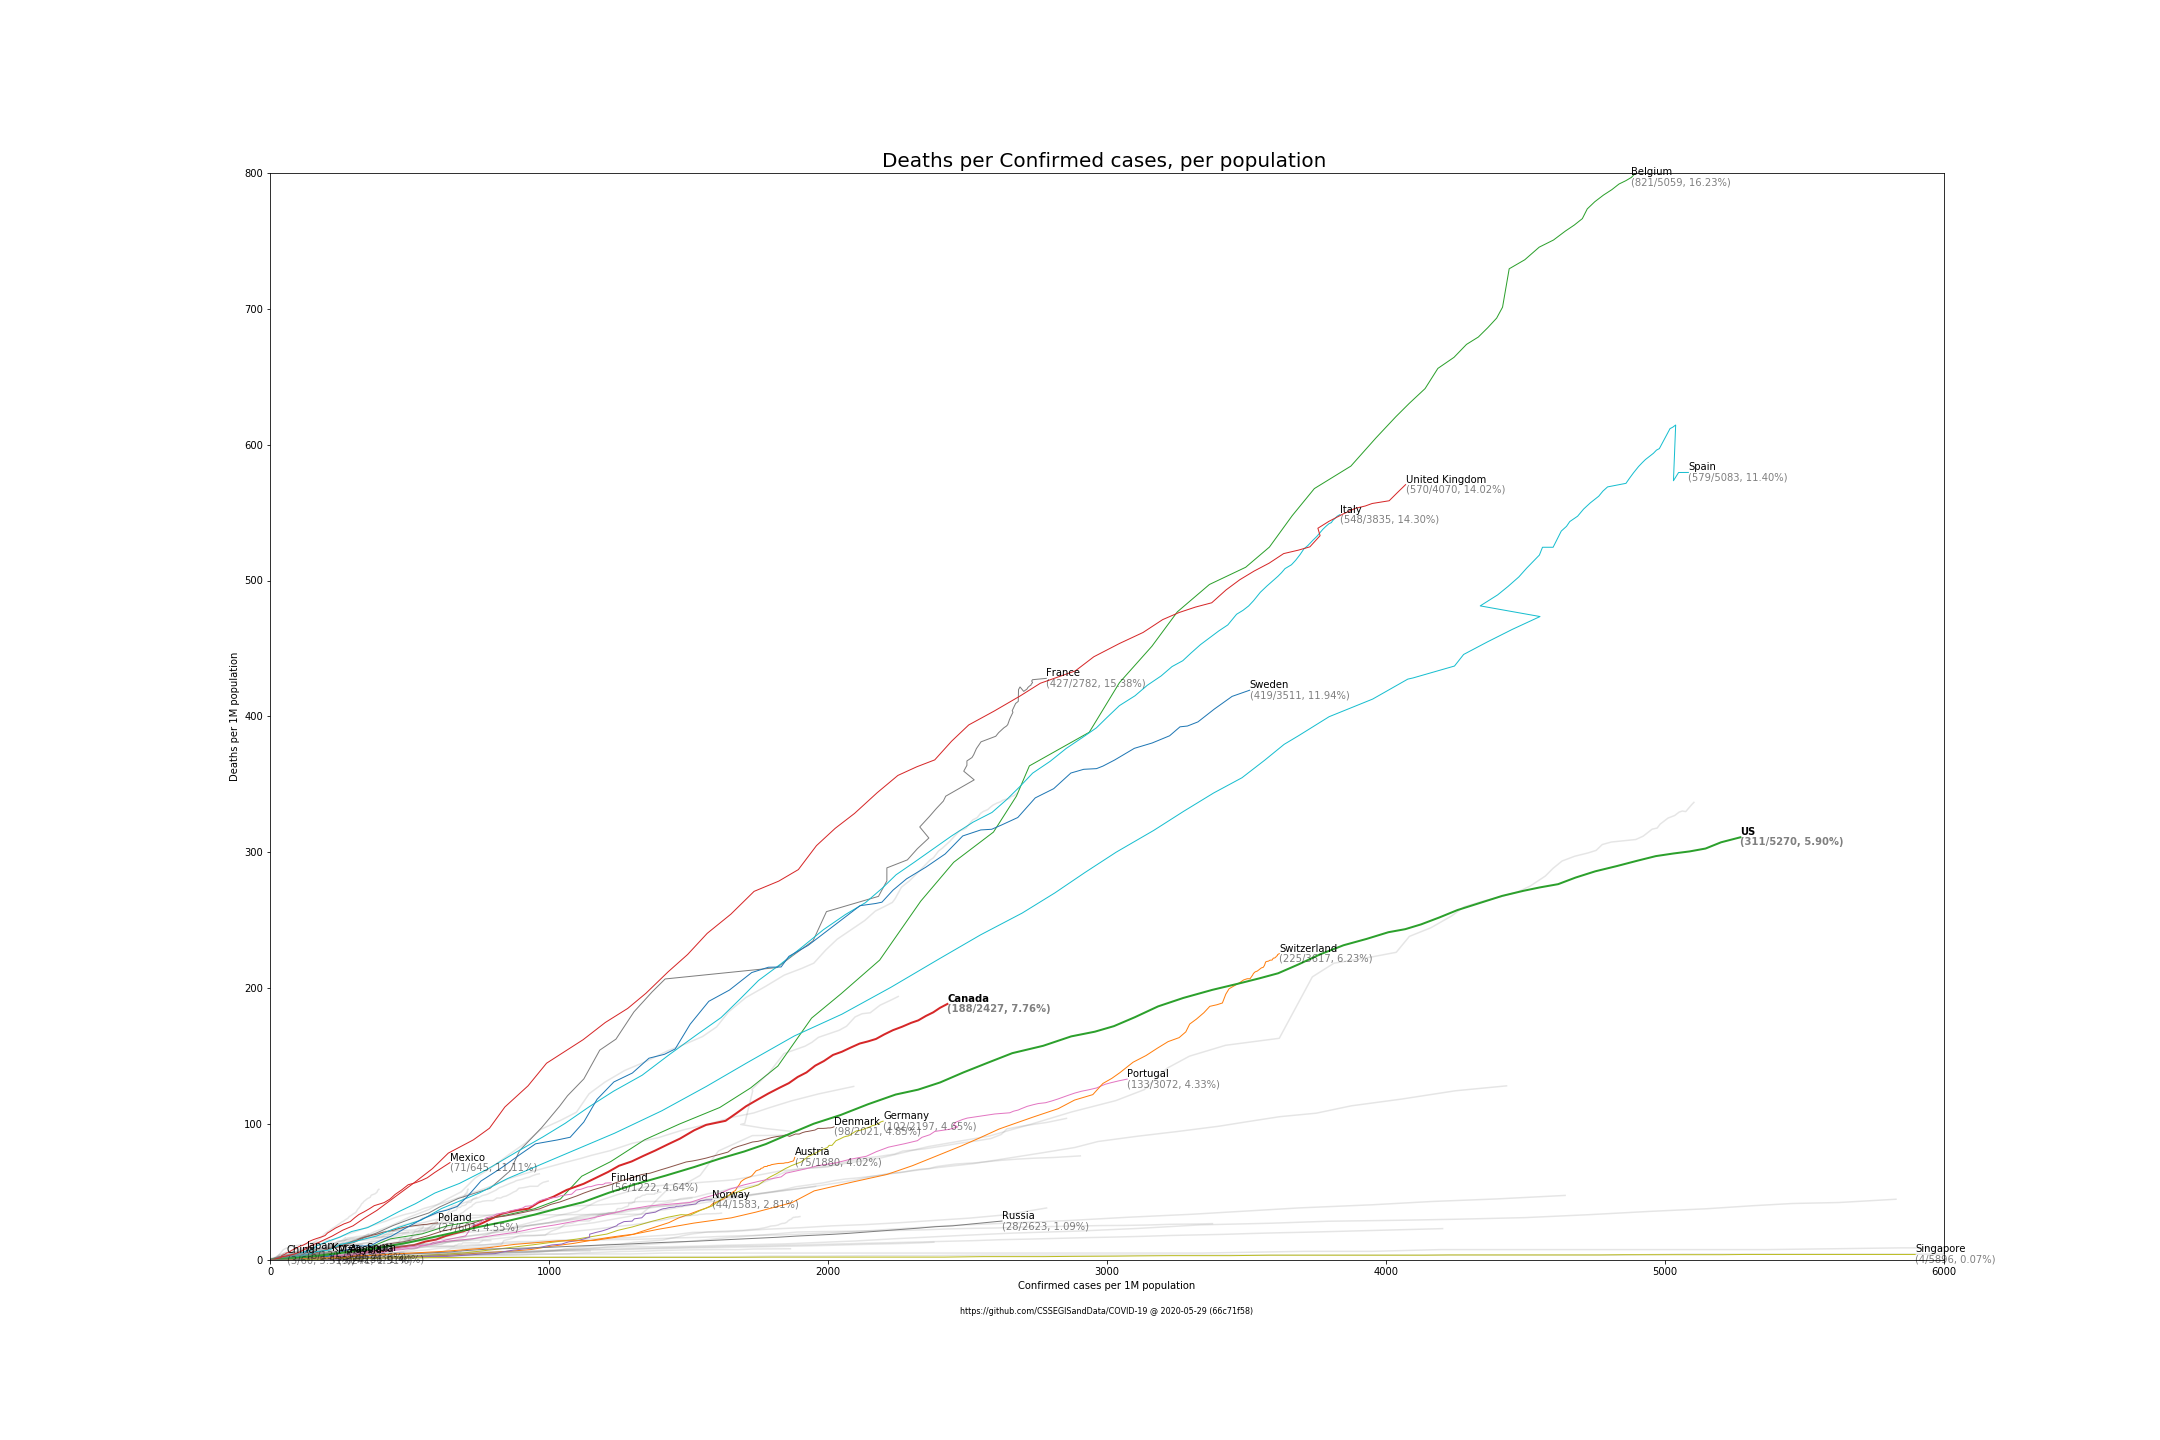 Deaths per Confirmed cases, per population
800
Belgium
(821/5059, 16.23%)
700
600
Spain
(579/5083, 11.40%)
United Kingdom
(570/4070, 14.02%)
Italy
(548/3835, 14.30%)
500
France
(427/2782, 15.38%)
Sweden
(419/3511, 11.94%)
400
Deaths per 1M population
US
(311/5270, 5.90%)
300
Switzerland
(225/3617, 6.23%)
200
Canada
(188/2427, 7.76%)
Portugal
(133/3072, 4.33%)
100
Germany
(102/2197, 4.65%)
Denmark
(98/2021, 4.85%)
Austria
(75/1880, 4.02%)
Mexico
(71/645, 11.11%)
Finland
(56/1222, 4.64%)
Norway
(44/1583, 2.81%)
Poland
(27/601, 4.55%)
Russia
(28/2623, 1.09%)
China
Japan
South
Singapore
(4/5896, 0.07%)
0
0 1000 2000 3000 4000 5000 6000
Confirmed cases per 1M population
https://github.com/CSSEGISandData/COVID-19 @ 2020-05-29 (66c71f58)